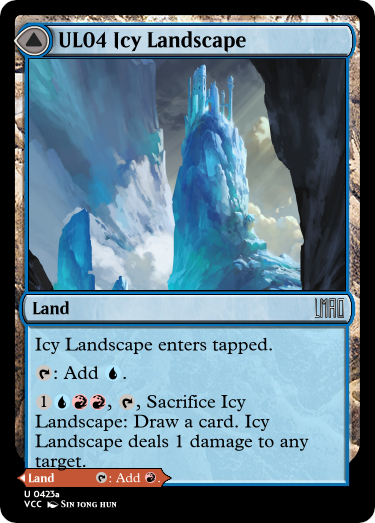 UL04 Icy Landscape
Land
LMAO
Icy Landscape enters tapped.
: Add .
1 , , Sacrifice Icy
Landscape: Draw a card. Icy
Landscape deals 1 damage to any
target.
Land : Add .
U 0423a
VCC SIN JONG HUN